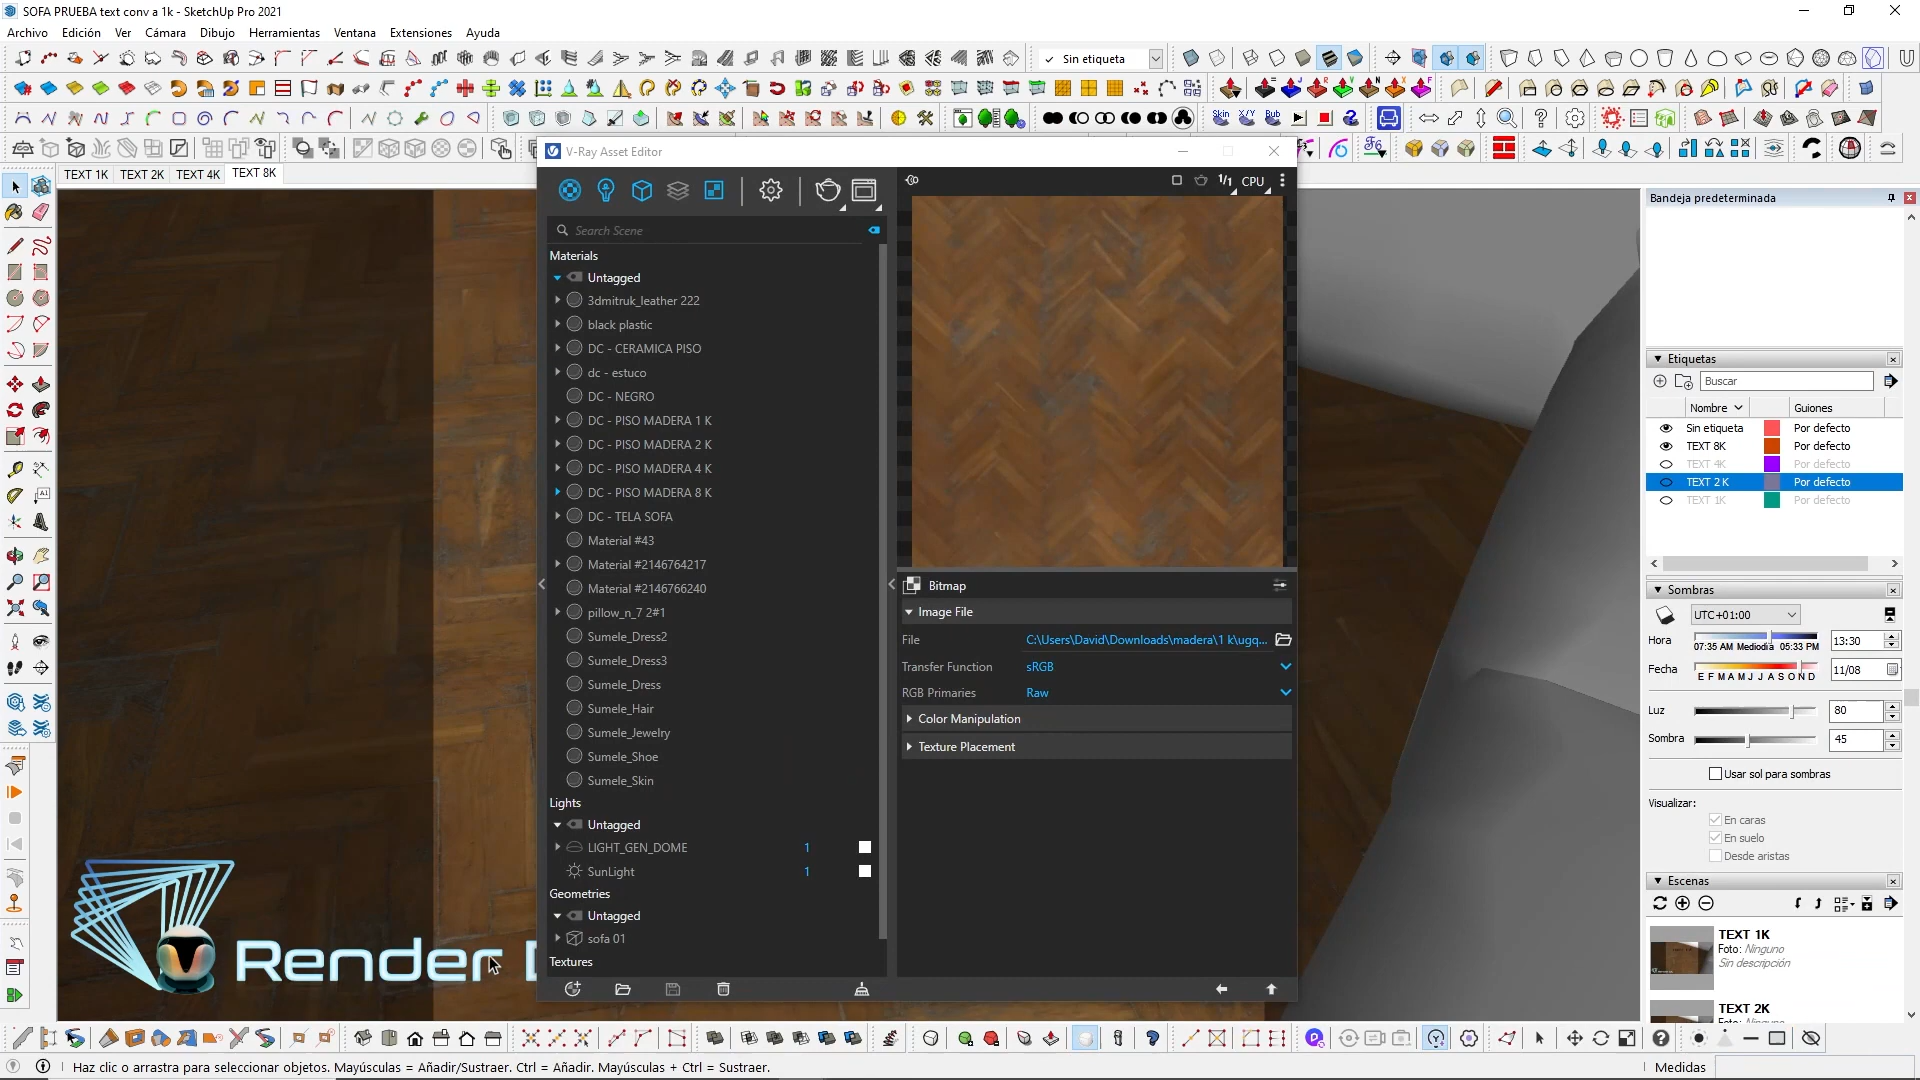 SOFA PRUEBA text conv a 1k - SketchUp Pro 2021
Archivo Edición Ver Cámara Dibujo Herramientas Ventana Extensiones Ayuda
Sin etiqueta
Skin X/Y Bub
TEXT 1K TEXT 2K TEXT 4K TEXT 8K
V-Ray Asset Editor
1/1 CPU
Search Scene
Materials
Untagged
3dmitruk_leather 222
black plastic
DC - CERAMICA PISO
dc - estuco
DC - NEGRO
DC - PISO MADERA 1 K
DC - PISO MADERA 2 K
DC - PISO MADERA 4 K
DC - PISO MADERA 8 K
DC - TELA SOFA
Material #43
Material #2146764217
Material #2146766240
pillow_n_7 2#1
Sumele_Dress2
Sumele_Dress3
Sumele_Dress
Sumele_Hair
Sumele_Jewelry
Sumele_Shoe
Sumele_Skin
Lights
Untagged
LIGHT_GEN_DOME 1
SunLight 1
Geometries
Untagged
sofa 01
Textures
Bitmap
Image File
File C:\Users\David\Downloads\madera\1 k\ugq...
Transfer Function sRGB
RGB Primaries Raw
Color Manipulation
Texture Placement
Render
Bandeja predeterminada
Etiquetas
Buscar
Nombre Guiones
Sin etiqueta Por defecto
TEXT 8K Por defecto
TEXT 4K Por defecto
TEXT 2 K Por defecto
TEXT 1K Por defecto
Sombras
UTC+01:00
Hora 13:30
07:35 AM Mediodía 05:33 PM
Fecha 11/08
E F M A M J J A S O N D
Luz 80
Sombra 45
Usar sol para sombras
Visualizar:
En caras
En suelo
Desde aristas
Escenas
TEXT 1K
Foto: Ninguno
Sin descripción
TEXT 2K
Haz clic o arrastra para seleccionar objetos. Mayúsculas = Añadir/Sustraer. Ctrl = Añadir. Mayúsculas + Ctrl = Sustraer.
Medidas